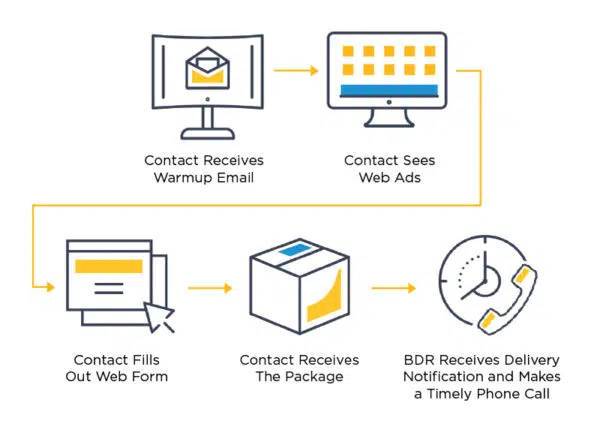 Contact Receives
Warmup Email
Contact Sees
Web Ads
Contact Fills
Out Web Form
Contact Receives
The Package
BDR Receives Delivery
Notification and Makes
a Timely Phone Call